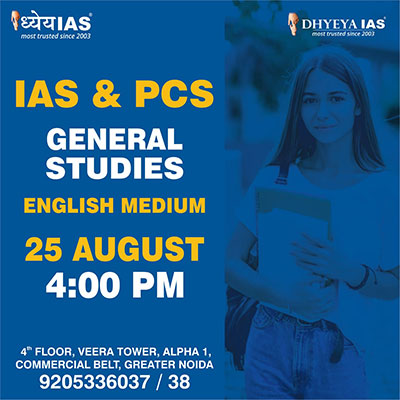 ध्येय IAS®
most trusted since 2003
DHYEYA IAS®
most trusted since 2003
IAS & PCS
GENERAL
STUDIES
ENGLISH MEDIUM
25 AUGUST
4:00 PM
4th FLOOR, VEERA TOWER, ALPHA 1,
COMMERCIAL BELT, GREATER NOIDA
9205336037 / 38